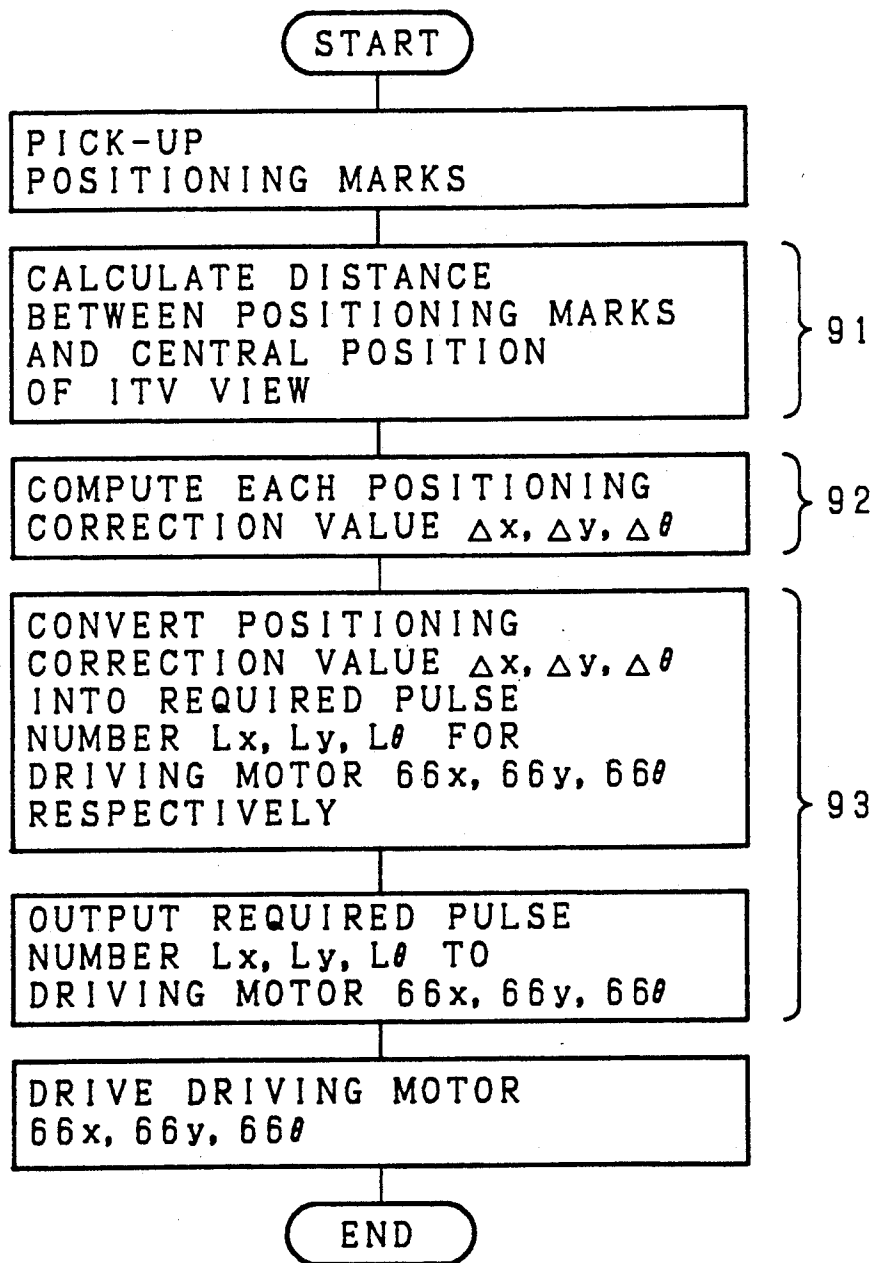 START
PICK-UP
POSITIONING MARKS
CALCULATE DISTANCE
BETWEEN POSITIONING MARKS
AND CENTRAL POSITION
OF ITV VIEW
91
COMPUTE EACH POSITIONING
CORRECTION VALUE △x, △y, △θ
92
CONVERT POSITIONING
CORRECTION VALUE △x, △y, △θ
INTO REQUIRED PULSE
NUMBER Lx, Ly, Lθ FOR
DRIVING MOTOR 66x, 66y, 66θ
RESPECTIVELY
93
OUTPUT REQUIRED PULSE
NUMBER Lx, Ly, Lθ TO
DRIVING MOTOR 66x, 66y, 66θ
DRIVE DRIVING MOTOR
66x, 66y, 66θ
END